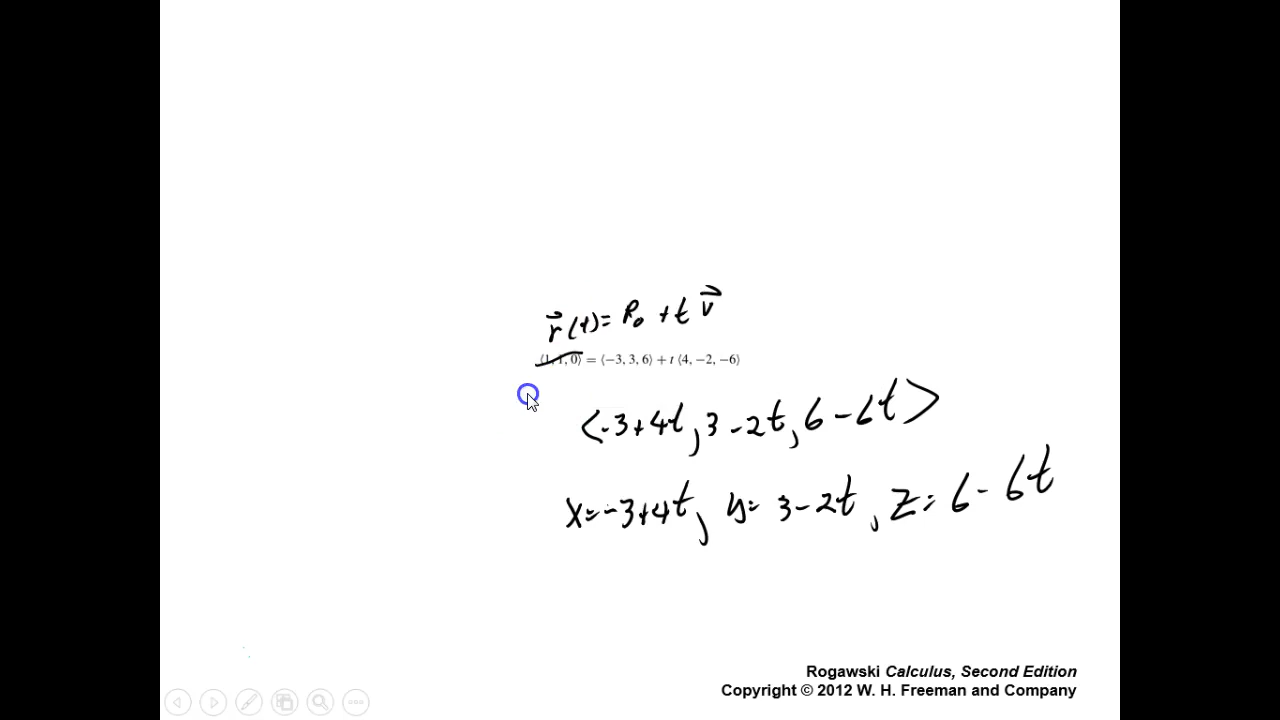 r⃗(t) = P₀ + t v⃗
⟨1, 1, 0⟩ = ⟨−3, 3, 6⟩ + t ⟨4, −2, −6⟩
<-3+4t, 3-2t, 6-6t>
x=-3+4t, y= 3-2t, z= 6-6t
Rogawski Calculus, Second Edition
Copyright © 2012 W. H. Freeman and Company